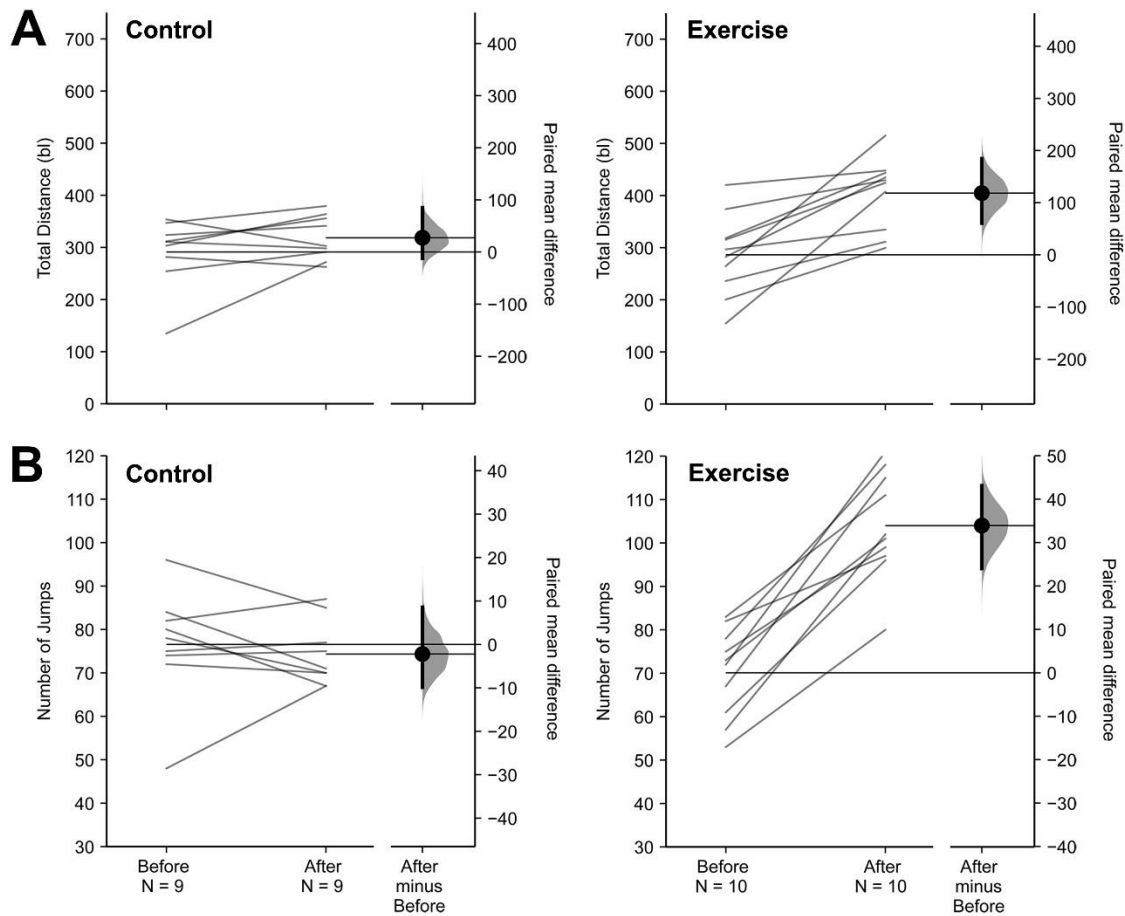 A
Control
Total Distance (bl)
700
600
500
400
300
200
100
0
Paired mean difference
400
300
200
100
0
−100
−200
Exercise
Total Distance (bl)
700
600
500
400
300
200
100
0
Paired mean difference
400
300
200
100
0
−100
−200
B
Control
Number of Jumps
120
110
100
90
80
70
60
50
40
30
Paired mean difference
40
30
20
10
0
−10
−20
−30
−40
Before
N = 9
After
N = 9
After
minus
Before
Exercise
Number of Jumps
120
110
100
90
80
70
60
50
40
30
Paired mean difference
50
40
30
20
10
0
−10
−20
−30
−40
Before
N = 10
After
N = 10
After
minus
Before